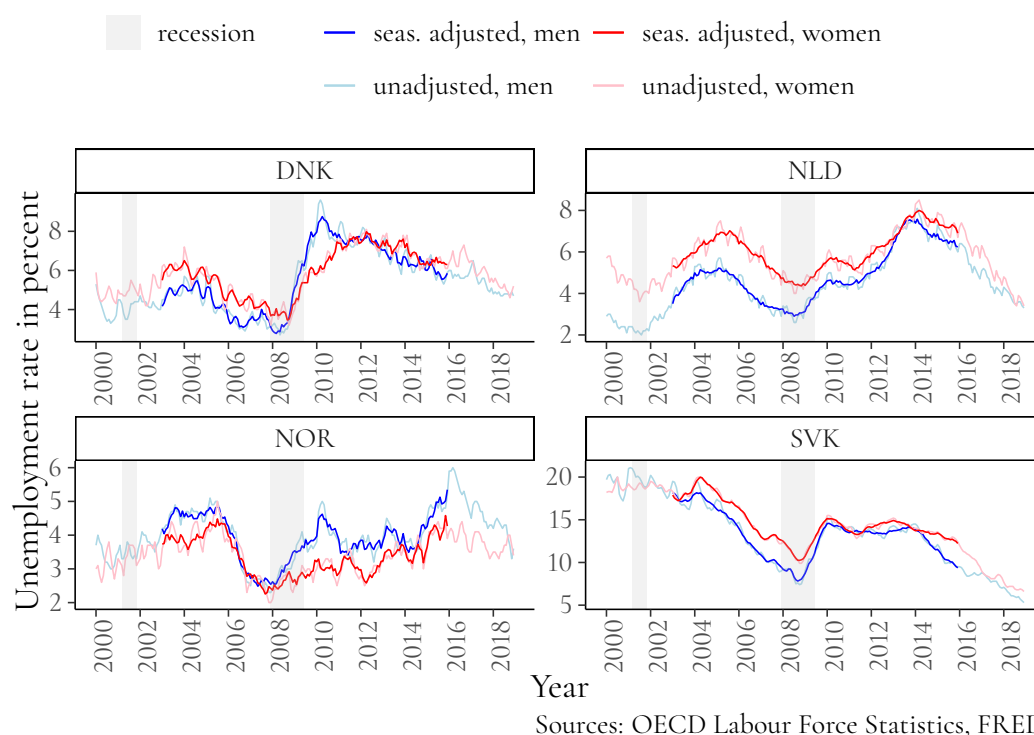 recession
seas. adjusted, men
seas. adjusted, women
unadjusted, men
unadjusted, women
Unemployment rate in percent
DNK
8
6
4
2000 2002 2004 2006 2008 2010 2012 2014 2016 2018
NLD
8
6
4
2
2000 2002 2004 2006 2008 2010 2012 2014 2016 2018
NOR
6
5
4
3
2
2000 2002 2004 2006 2008 2010 2012 2014 2016 2018
SVK
20
15
10
5
2000 2002 2004 2006 2008 2010 2012 2014 2016 2018
Year
Sources: OECD Labour Force Statistics,